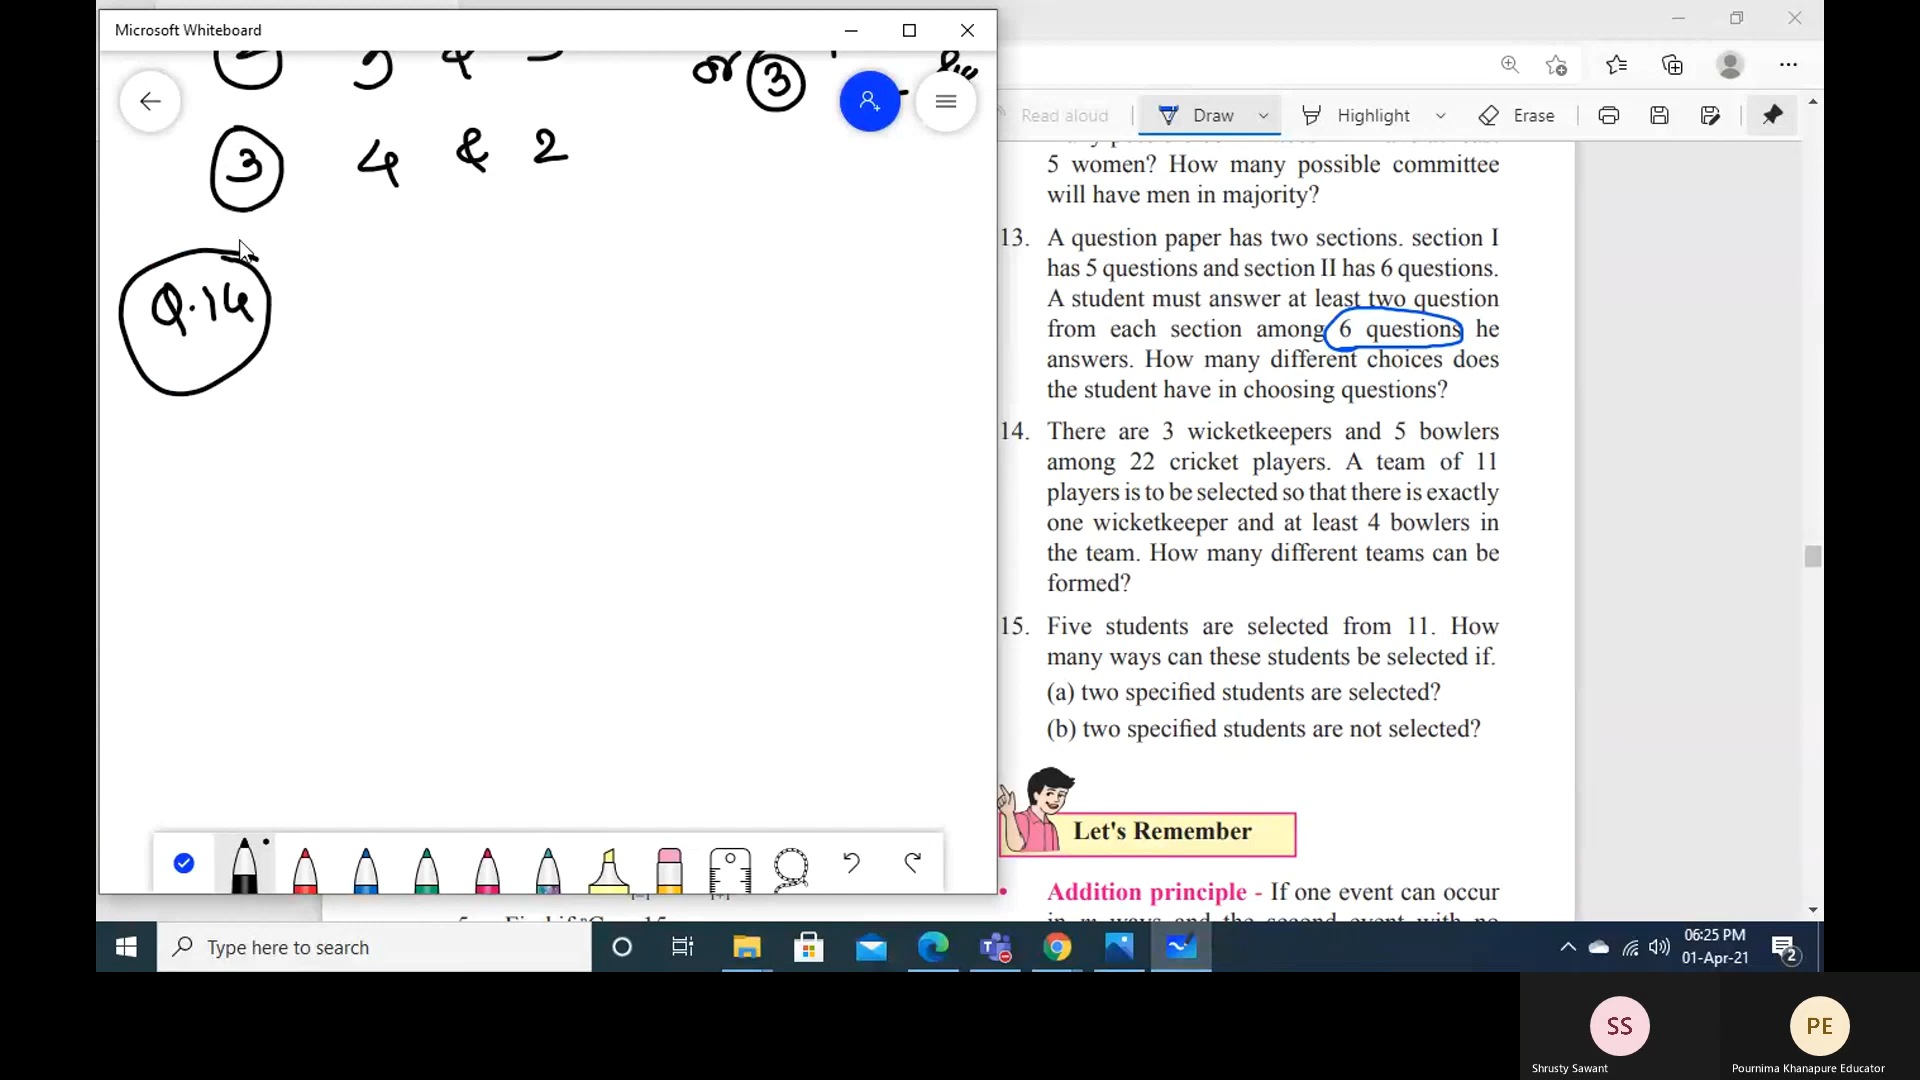 Microsoft Whiteboard
or ③
③ 4 & 2
Q.14
Read aloud
Draw
Highlight
Erase
5 women? How many possible committee
will have men in majority?
13. A question paper has two sections. section I
has 5 questions and section II has 6 questions.
A student must answer at least two question
from each section among 6 questions he
answers. How many different choices does
the student have in choosing questions?
14. There are 3 wicketkeepers and 5 bowlers
among 22 cricket players. A team of 11
players is to be selected so that there is exactly
one wicketkeeper and at least 4 bowlers in
the team. How many different teams can be
formed?
15. Five students are selected from 11. How
many ways can these students be selected if.
(a) two specified students are selected?
(b) two specified students are not selected?
Let's Remember
• Addition principle - If one event can occur
Type here to search
06:25 PM
01-Apr-21
2
SS
PE
Shrusty Sawant
Pournima Khanapure Educator